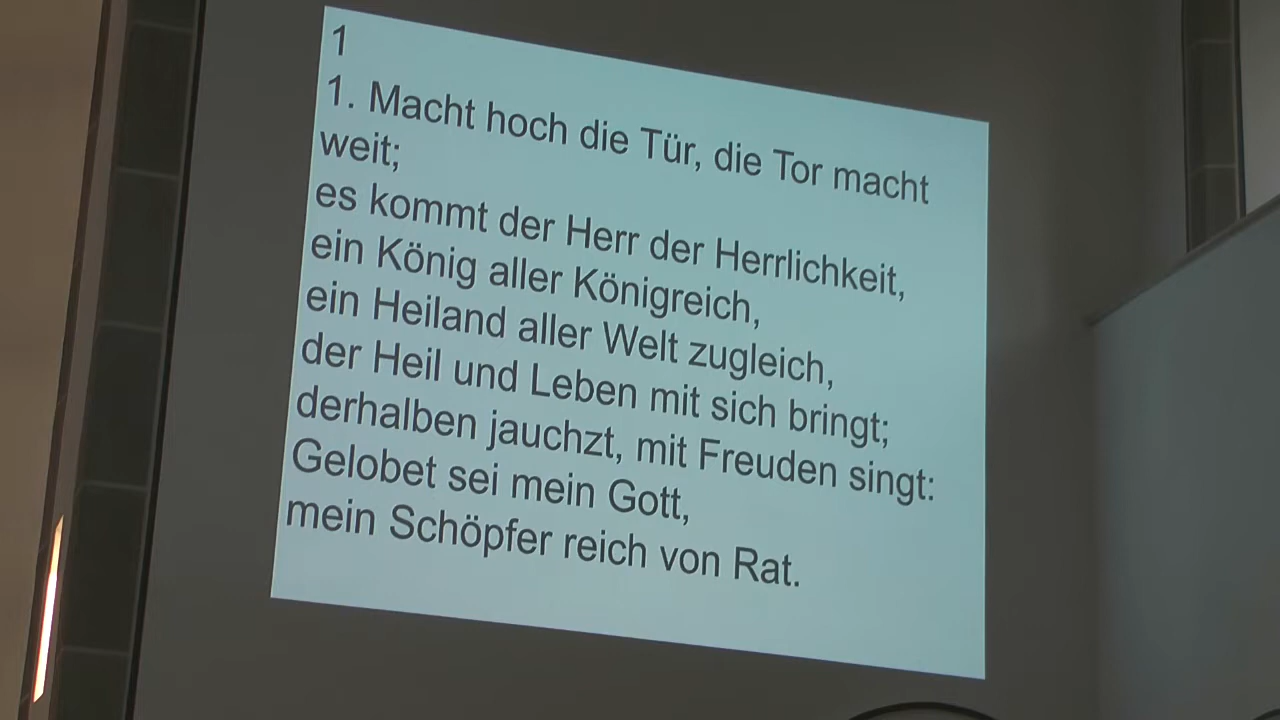 1
1. Macht hoch die Tür, die Tor macht
weit;
es kommt der Herr der Herrlichkeit,
ein König aller Königreich,
ein Heiland aller Welt zugleich,
der Heil und Leben mit sich bringt;
derhalben jauchzt, mit Freuden singt:
Gelobet sei mein Gott,
mein Schöpfer reich von Rat.